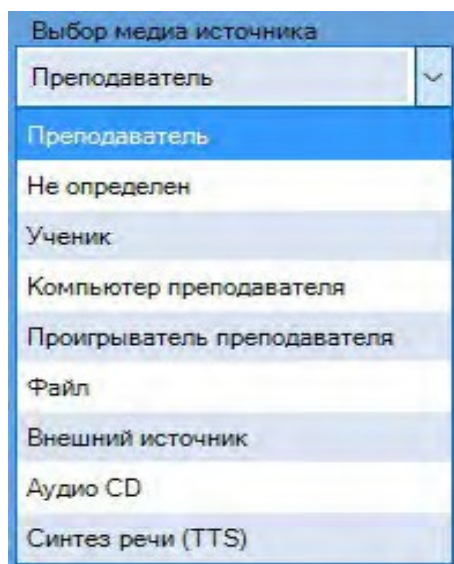 Выбор медиа источника
Преподаватель
Преподаватель
Не определен
Ученик
Компьютер преподавателя
Проигрыватель преподавателя
Файл
Внешний источник
Аудио CD
Синтез речи (TTS)